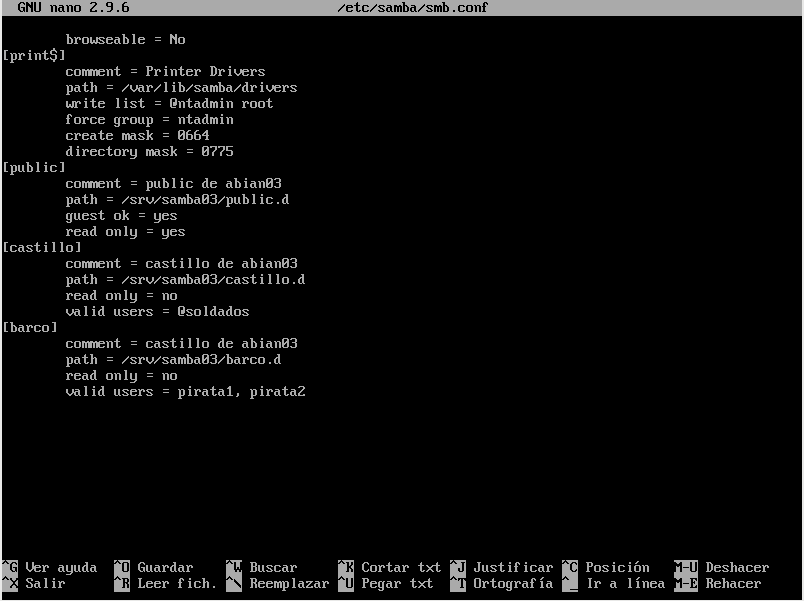 GNU nano 2.9.6 /etc/samba/smb.conf
browseable = No
[print$]
comment = Printer Drivers
path = /var/lib/samba/drivers
write list = @ntadmin root
force group = ntadmin
create mask = 0664
directory mask = 0775
[public]
comment = public de abian03
path = /srv/samba03/public.d
guest ok = yes
read only = yes
[castillo]
comment = castillo de abian03
path = /srv/samba03/castillo.d
read only = no
valid users = @soldados
[barco]
comment = castillo de abian03
path = /srv/samba03/barco.d
read only = no
valid users = pirata1, pirata2
^G Ver ayuda ^O Guardar ^W Buscar ^K Cortar txt ^J Justificar ^C Posición M-U Deshacer
^X Salir ^R Leer fich. ^\ Reemplazar ^U Pegar txt ^T Ortografía ^_ Ir a línea M-E Rehacer